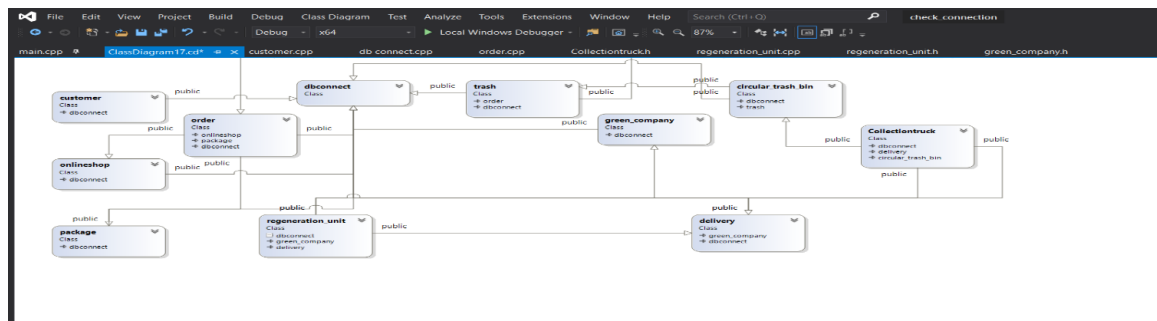 File Edit View Project Build Debug Class Diagram Test Analyze Tools Extensions Window Help Search (Ctrl+Q) check_connection
Debug x64 Local Windows Debugger 87%
main.cpp ClassDiagram17.cd* customer.cpp db connect.cpp order.cpp Collectiontruck.h regeneration_unit.cpp regeneration_unit.h green_company.h
customer
Class
dbconnect
public
dbconnect
Class
public
trash
Class
order
dbconnect
public
public
public
circular_trash_bin
Class
dbconnect
trash
order
Class
onlineshop
package
dbconnect
public
public
public
green_company
Class
dbconnect
public
Collectiontruck
Class
dbconnect
delivery
circular_trash_bin
public
public
onlineshop
Class
dbconnect
public
public
package
Class
dbconnect
public
regeneration_unit
Class
dbconnect
green_company
delivery
public
public
delivery
Class
green_company
dbconnect